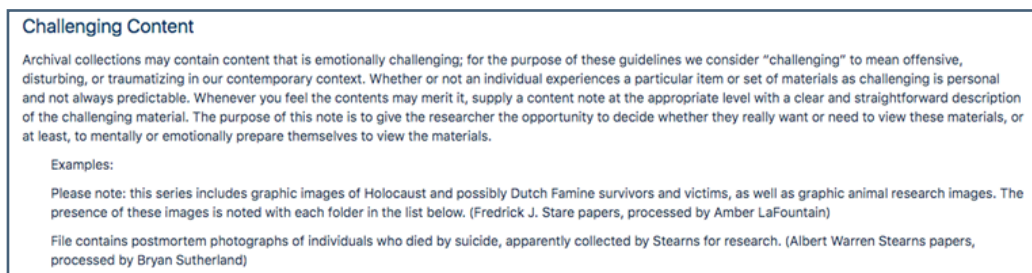 Challenging Content
Archival collections may contain content that is emotionally challenging; for the purpose of these guidelines we consider “challenging” to mean offensive,
disturbing, or traumatizing in our contemporary context. Whether or not an individual experiences a particular item or set of materials as challenging is personal
and not always predictable. Whenever you feel the contents may merit it, supply a content note at the appropriate level with a clear and straightforward description
of the challenging material. The purpose of this note is to give the researcher the opportunity to decide whether they really want or need to view these materials, or
at least, to mentally or emotionally prepare themselves to view the materials.
Examples:
Please note: this series includes graphic images of Holocaust and possibly Dutch Famine survivors and victims, as well as graphic animal research images. The
presence of these images is noted with each folder in the list below. (Fredrick J. Stare papers, processed by Amber LaFountain)
File contains postmortem photographs of individuals who died by suicide, apparently collected by Stearns for research. (Albert Warren Stearns papers,
processed by Bryan Sutherland)